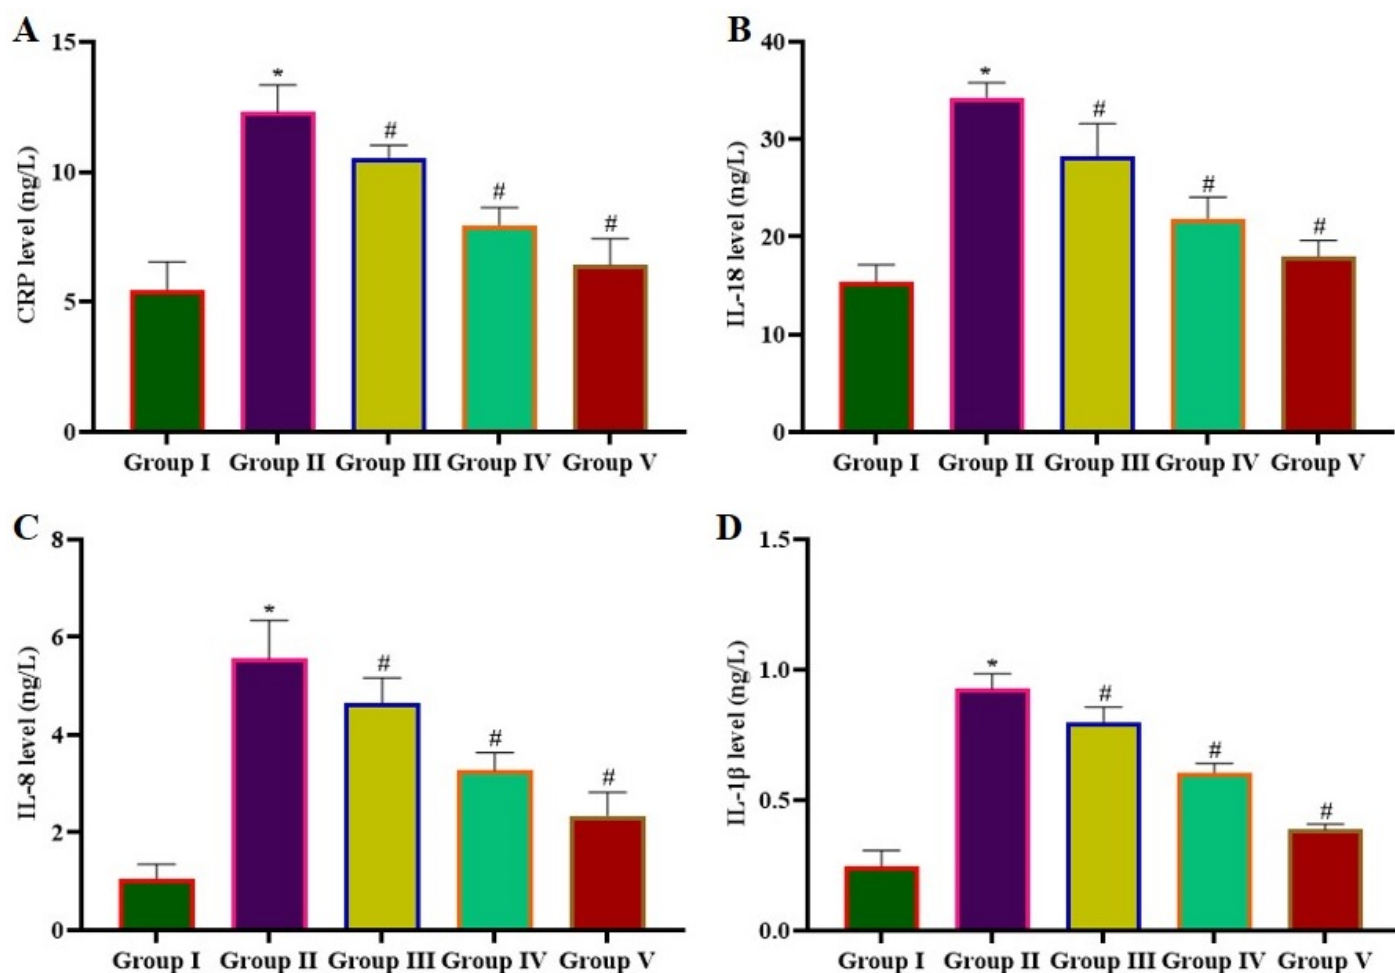 A
CRP level (ng/L)
15
10
5
0
*
#
#
#
Group I Group II Group III Group IV Group V
B
IL-18 level (ng/L)
40
30
20
10
0
*
#
#
#
Group I Group II Group III Group IV Group V
C
IL-8 level (ng/L)
8
6
4
2
0
*
#
#
#
Group I Group II Group III Group IV Group V
D
IL-1β level (ng/L)
1.5
1.0
0.5
0.0
*
#
#
#
Group I Group II Group III Group IV Group V